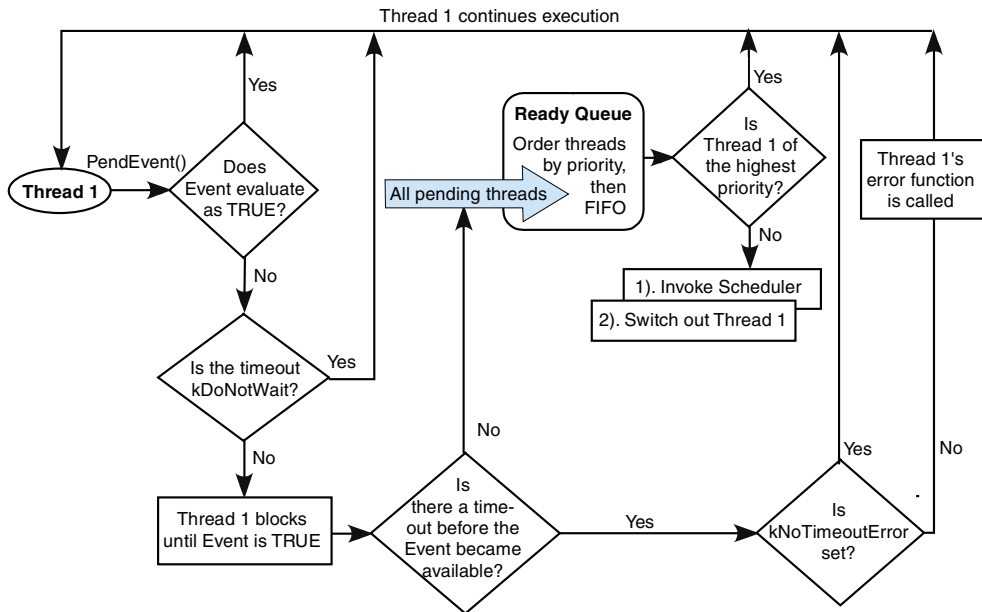 Thread 1 continues execution
Yes
Yes
Ready Queue
Order threads
by priority,
then
FIFO
Is
Thread 1 of
the highest
priority?
Yes
Yes
PendEvent()
Thread 1
Does
Event evaluate
as TRUE?
All pending threads
Thread 1's
error function
is called
No
No
1). Invoke Scheduler
2). Switch out Thread 1
Is the timeout
kDoNotWait?
No
No
Yes
No
Thread 1 blocks
until Event is TRUE
Is
there a time-
out before the
Event became
available?
Yes
Is
kNoTimeoutError
set?